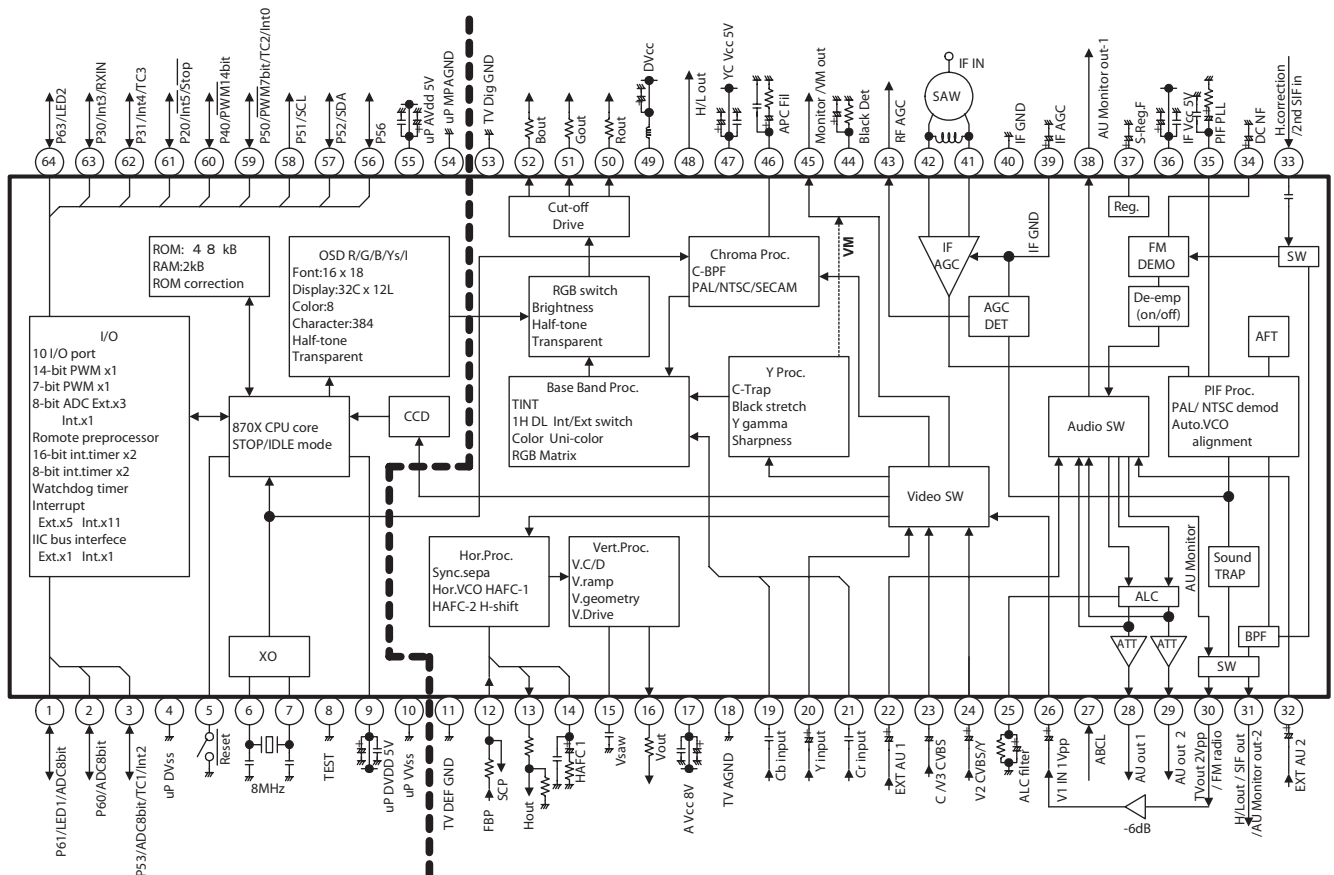 P63/LED2
P30/Int3/RXIN
P31/Int4/TC3
P20/Int5/Stop
P40/PWM14bit
P50/PWM7bit/TC2/Int0
P51/SCL
P52/SDA
P56
uP AVdd 5V
uP MPAGND
TV Dig GND
Bout
Gout
Rout
DVcc
H/L out
YC Vcc 5V
APC Fil
Monitor /VM out
Black Det
RF AGC
IF IN
SAW
IF GND
IF AGC
AU Monitor out-1
S-Reg.F
IF Vcc 5V
PIF PLL
DC NF
H.correction
/2nd SIF in
64 63 62 61 60 59 58 57 56 55 54 53 52 51 50 49 48 47 46 45 44 43 42 41 40 39 38 37 36 35 34 33
ROM: 4 8 kB
RAM:2kB
ROM correction
OSD R/G/B/Ys/I
Font:16 x 18
Display:32C x 12L
Color:8
Character:384
Half-tone
Transparent
Cut-off
Drive
RGB switch
Brightness
Half-tone
Transparent
Chroma Proc.
C-BPF
PAL/NTSC/SECAM
VM
IF
AGC
IF GND
AGC
DET
Reg.
FM
DEMO
SW
De-emp
(on/off)
AFT
I/O
10 I/O port
14-bit PWM x1
7-bit PWM x1
8-bit ADC Ext.x3
Int.x1
Romote preprocessor
16-bit int.timer x2
8-bit int.timer x2
Watchdog timer
Interrupt
Ext.x5 Int.x11
IIC bus interfece
Ext.x1 Int.x1
870X CPU core
STOP/IDLE mode
CCD
Base Band Proc.
TINT
1H DL Int/Ext switch
Color Uni-color
RGB Matrix
Y Proc.
C-Trap
Black stretch
Y gamma
Sharpness
Audio SW
PIF Proc.
PAL/ NTSC demod
Auto.VCO
alignment
Video SW
Hor.Proc.
Sync.sepa
Hor.VCO HAFC-1
HAFC-2 H-shift
Vert.Proc.
V.C/D
V.ramp
V.geometry
V.Drive
AU Monitor
Sound
TRAP
ALC
ATT
ATT
BPF
SW
XO
1 2 3 4 5 6 7 8 9 10 11 12 13 14 15 16 17 18 19 20 21 22 23 24 25 26 27 28 29 30 31 32
P61/LED1/ADC8bit
P60/ADC8bit
P53/ADC8bit/TC1/Int2
uP DVss
Reset
8MHz
TEST
uP DVDD 5V
uP VVss
TV DEF GND
FBP
SCP
Hout
HAFC 1
Vsaw
Vout
A Vcc 8V
TV AGND
Cb input
Y input
Cr input
EXT AU 1
C /V3 CVBS
V2 CVBS/Y
ALC filter
V1 IN 1Vpp
ABCL
AU out 1
AU out 2
TVout 2Vpp
/ FM radio
H/Lout / SIF out
/AU Monitor out-2
EXT AU 2
-6dB